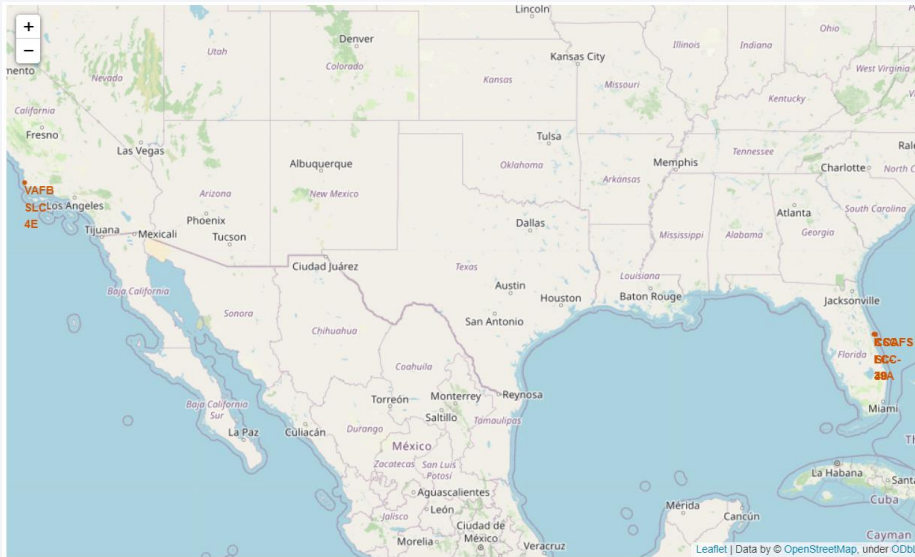 +
−
Lincoln
Denver
Utah
Colorado
Kansas City
Illinois
Indiana
Ohio
West Virginia
mento
Nevada
Kansas
Missouri
Kentucky
California
Fresno
Las Vegas
Tulsa
Albuquerque
Oklahoma
Memphis
Tennessee
Charlotte
North C
VAFB
SLC-
4E
Los Angeles
Arizona
New Mexico
Arkansas
South Carolina
Phoenix
Atlanta
Tijuana
Mexicali
Tucson
Dallas
Mississippi
Alabama
Georgia
Ciudad Juárez
Texas
Louisiana
Baja California
Austin
Houston
Baton Rouge
Jacksonville
Sonora
San Antonio
Chihuahua
Florida
Coahuila
Torreón
Monterrey
Reynosa
Miami
Baja California
Sur
Saltillo
Tamaulipas
La Paz
Culiacán
Durango
México
Zacatecas
San Luis
Potosí
La Habana
Santa
Cuba
Aguascalientes
León
Jalisco
Mérida
Cancún
Ciudad de
México
Cayman
Morelia
Veracruz
Leaflet | Data by © OpenStreetMap, under